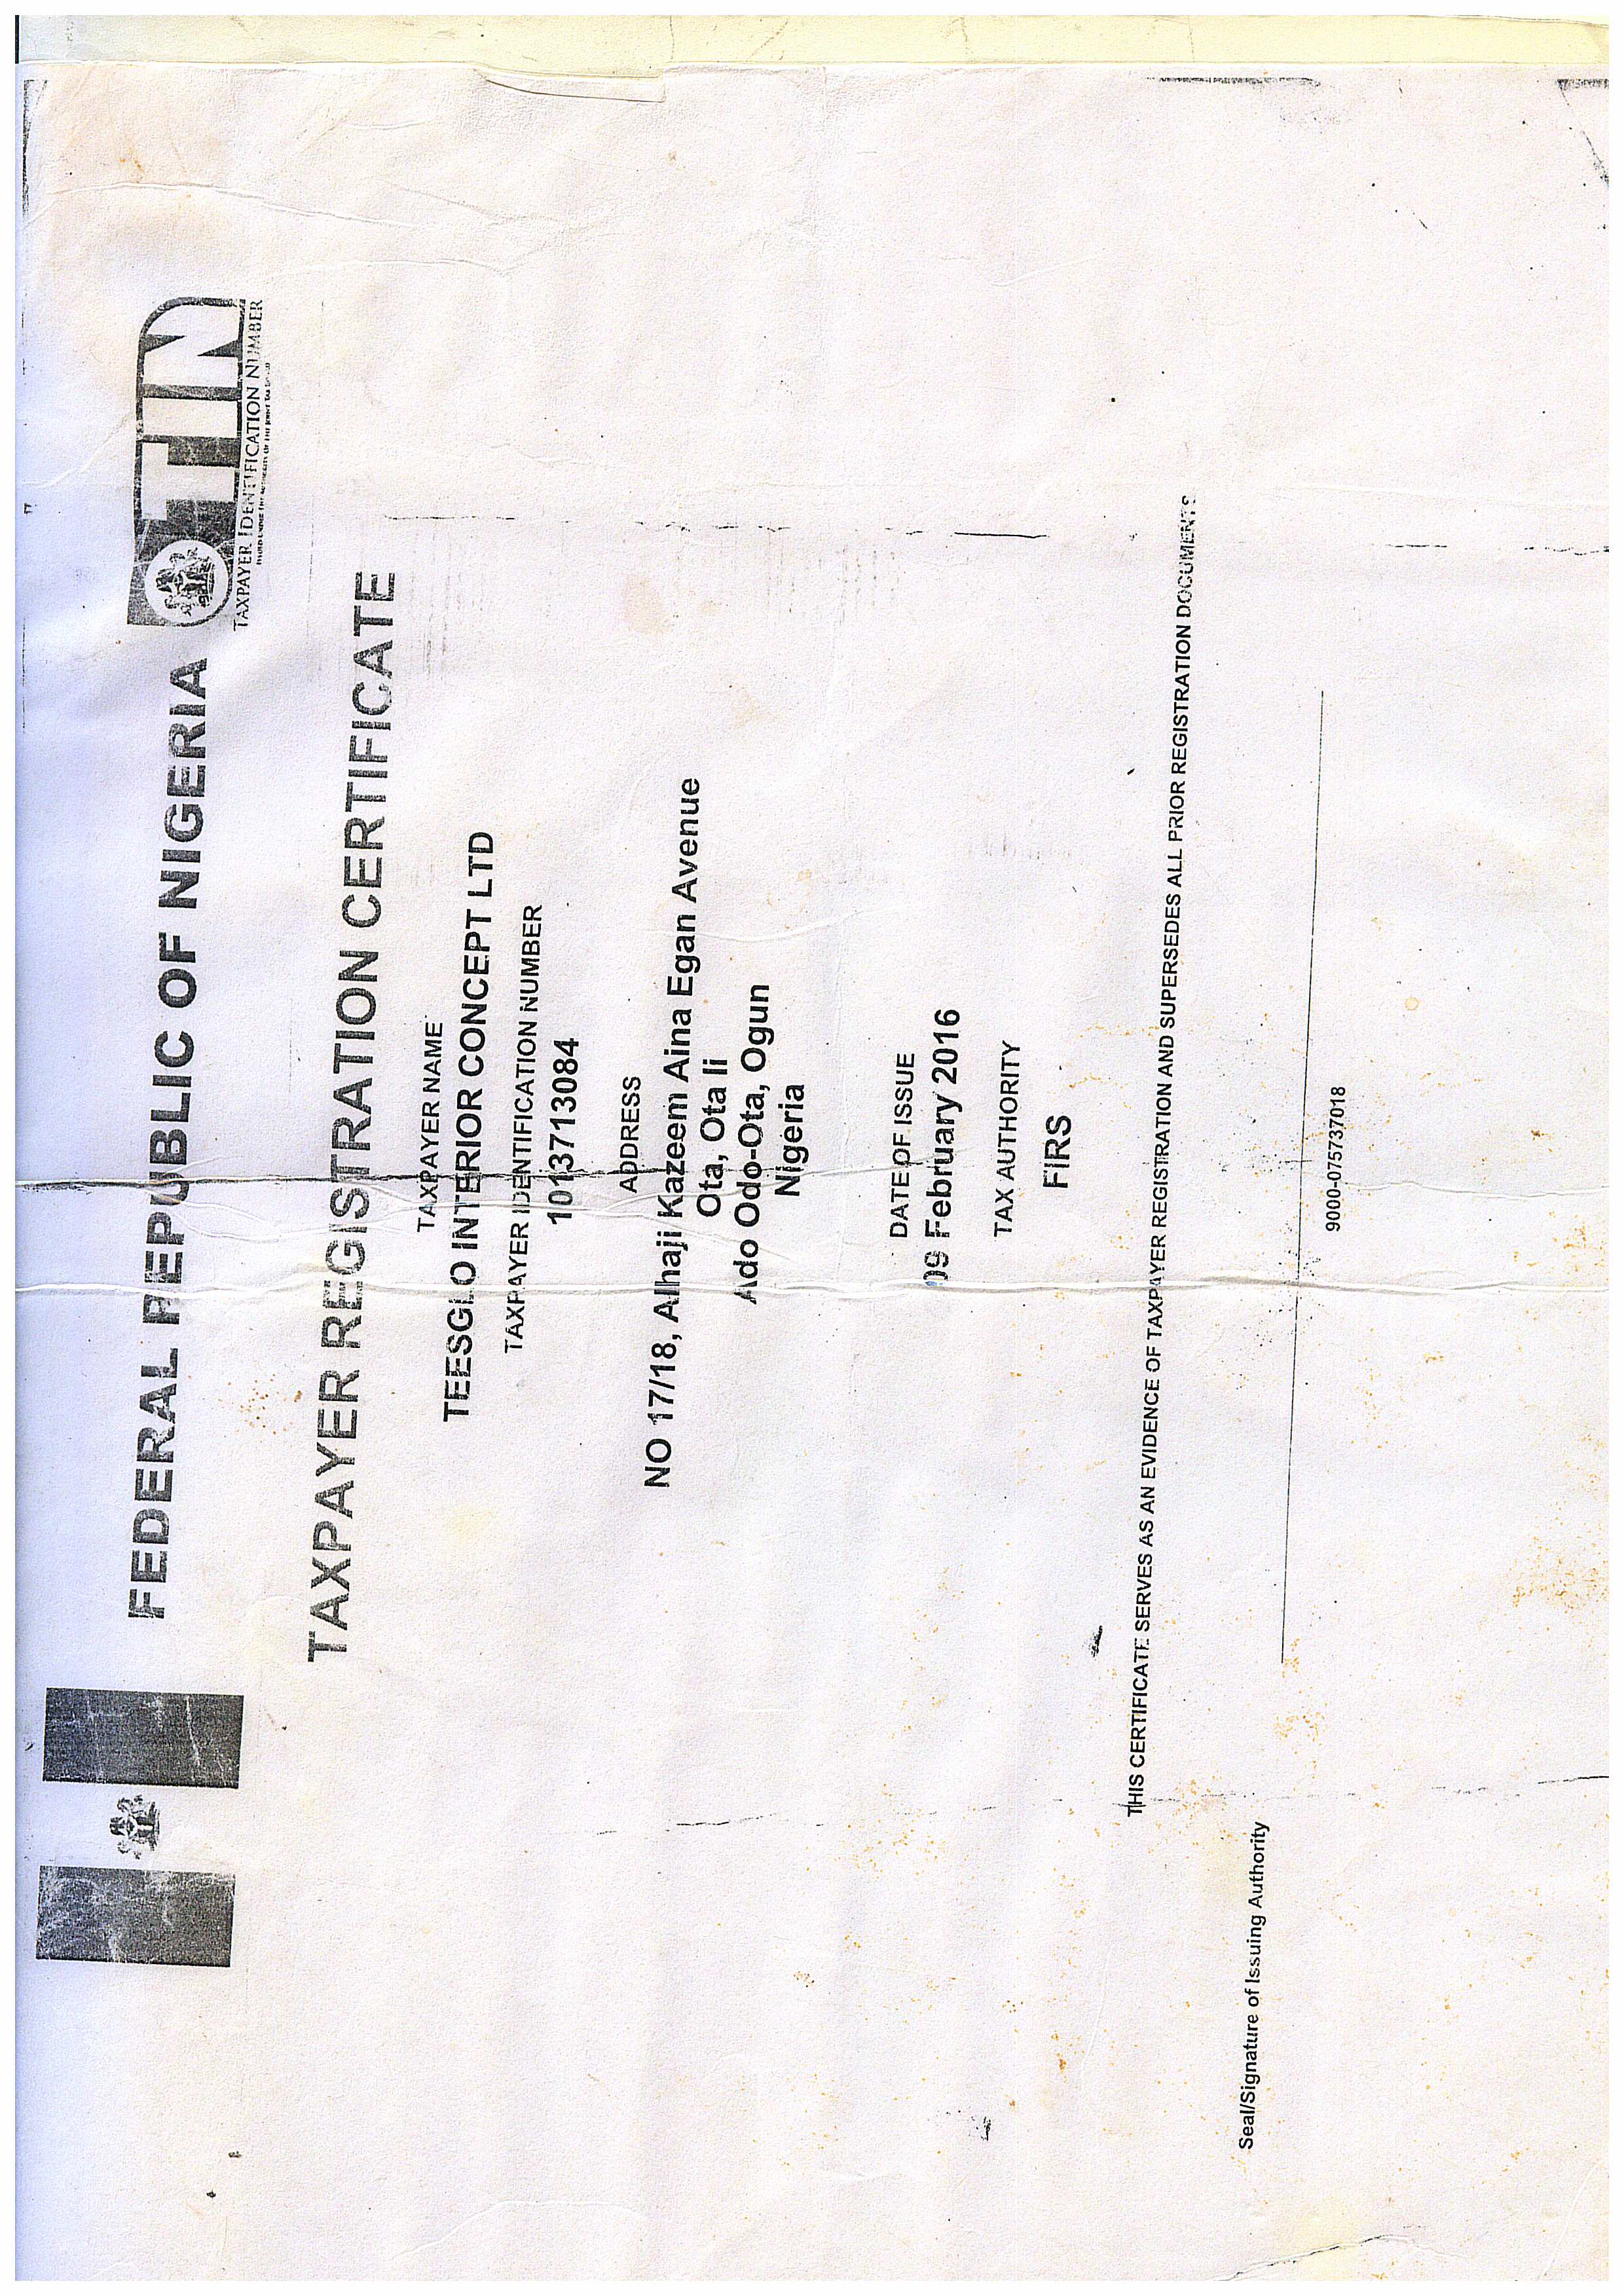 FEDERAL REPUBLIC OF NIGERIA
TIN
TAXPAYER IDENTIFICATION NUMBER
TAXPAYER REGISTRATION CERTIFICATE
TAXPAYER NAME
TEESGLO INTERIOR CONCEPT LTD
TAXPAYER IDENTIFICATION NUMBER
1013713084
ADDRESS
NO 17/18, Alhaji Kazeem Aina Egan Avenue
Ota, Ota Ii
Ado Odo-Ota, Ogun
Nigeria
DATE OF ISSUE
09 February 2016
TAX AUTHORITY
FIRS
THIS CERTIFICATE SERVES AS AN EVIDENCE OF TAXPAYER REGISTRATION AND SUPERSEDES ALL PRIOR REGISTRATION DOCUMENTS
Seal/Signature of Issuing Authority
9000-075737018